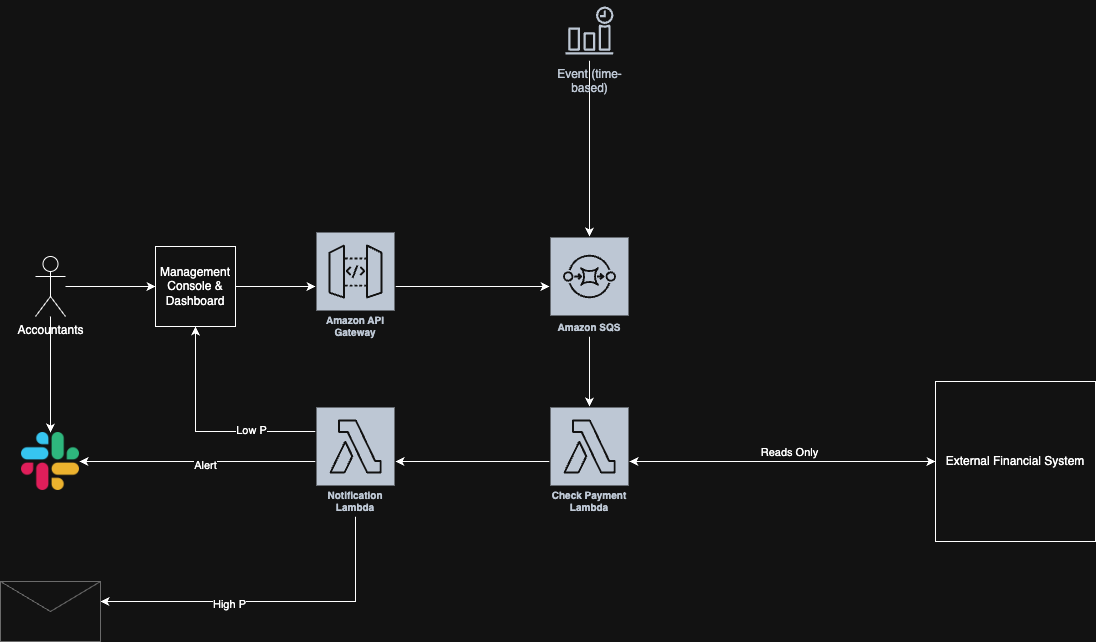 Event (time-
based)
Management
Console &
Dashboard
</>
Amazon API
Gateway
Amazon SQS
Accountants
Low P
Alert
Notification
Lambda
Check Payment
Lambda
Reads Only
External Financial System
High P